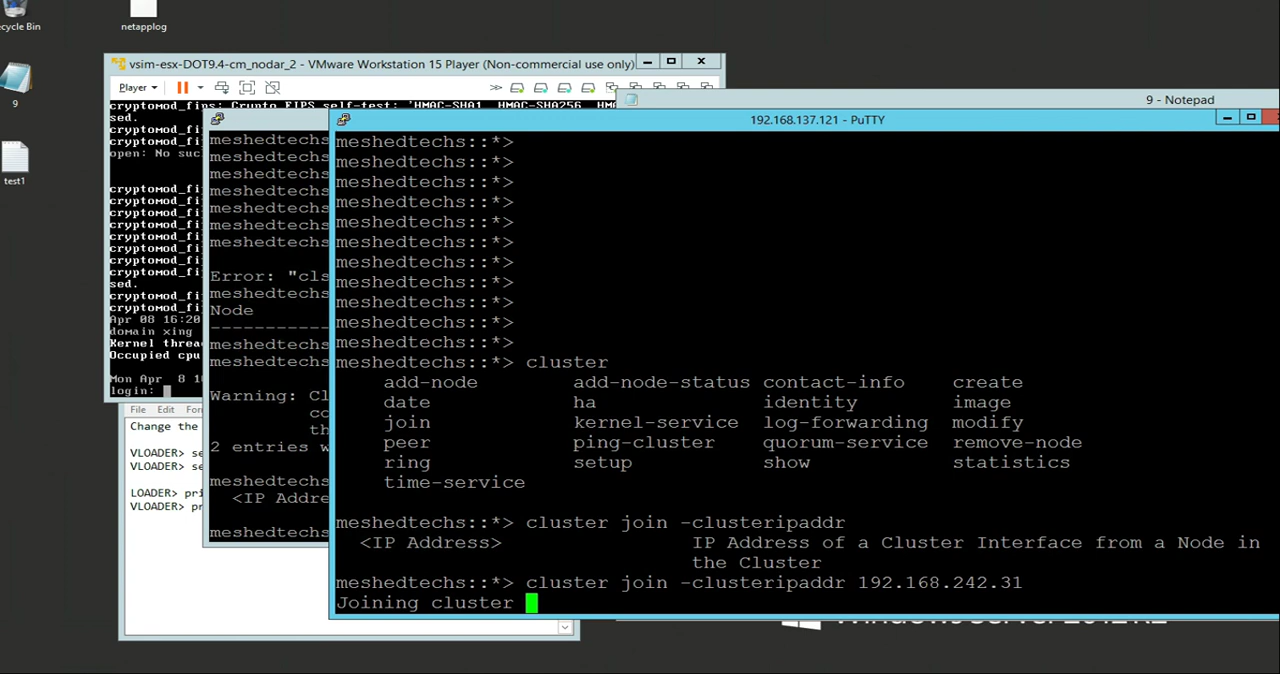 ecycle Bin
netapplog
9
test1
vsim-esx-DOT9.4-cm_nodar_2 - VMware Workstation 15 Player (Non-commercial use only)
Player
cryptomod_fips: Crypto FIPS self-test: 'HMAC-SHA1, HMAC-SHA256, HMA
sed.
cryptomod_fi
cryptomod_fi
cryptomod_fi
open: No suc
cryptomod_fi
cryptomod_fi
cryptomod_fi
cryptomod_fi
cryptomod_fi
cryptomod_fi
cryptomod_fi
cryptomod_fi
sed.
cryptomod_fi
cryptomod_fi
Apr 08 16:20
domain xing
Kernel threa
Occupied cpu
Mon Apr  8 1
login:
File Edit For
Change the
VLOADER> se
VLOADER> se
LOADER> pri
VLOADER> pr
meshedtechs
meshedtechs
meshedtechs
meshedtechs
meshedtechs
meshedtechs
meshedtechs
Error: "cls
meshedtechs
Node
-----------
meshedtechs
meshedtechs
Warning: Cl
co
th
2 entries w
meshedtechs
<IP Addre
meshedtechs
9 - Notepad
192.168.137.121 - PuTTY
meshedtechs::*>
meshedtechs::*>
meshedtechs::*>
meshedtechs::*>
meshedtechs::*>
meshedtechs::*>
meshedtechs::*>
meshedtechs::*>
meshedtechs::*>
meshedtechs::*>
meshedtechs::*>
meshedtechs::*> cluster
add-node add-node-status contact-info create
date ha identity image
join kernel-service log-forwarding modify
peer ping-cluster quorum-service remove-node
ring setup show statistics
time-service
meshedtechs::*> cluster join -clusteripaddr
<IP Address> IP Address of a Cluster Interface from a Node in
the Cluster
meshedtechs::*> cluster join -clusteripaddr 192.168.242.31
Joining cluster